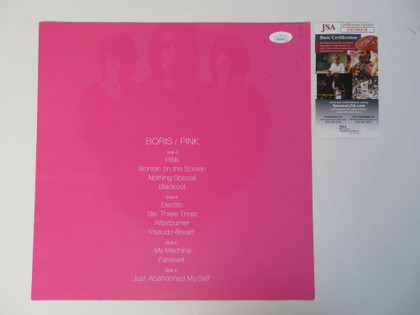 BORIS / PINK
Side A
PINK
Woman on the Screen
Nothing Special
Blackout
Side B
Electric
Six, Three Times
Afterburner
Pseudo-Bread
Side C
My Machine
Farewell
Side D
Just Abandoned My-Self
JSA
Basic Certification